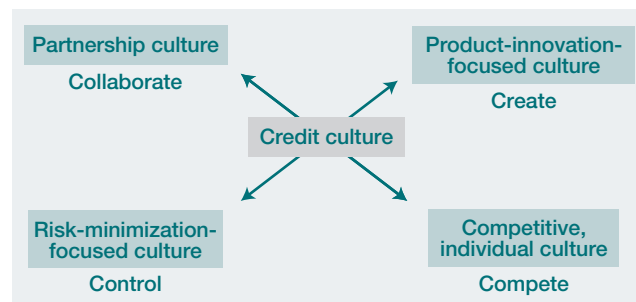 Partnership culture
Collaborate
Product-innovation-
focused culture
Create
Credit culture
Risk-minimization-
focused culture
Control
Competitive,
individual culture
Compete